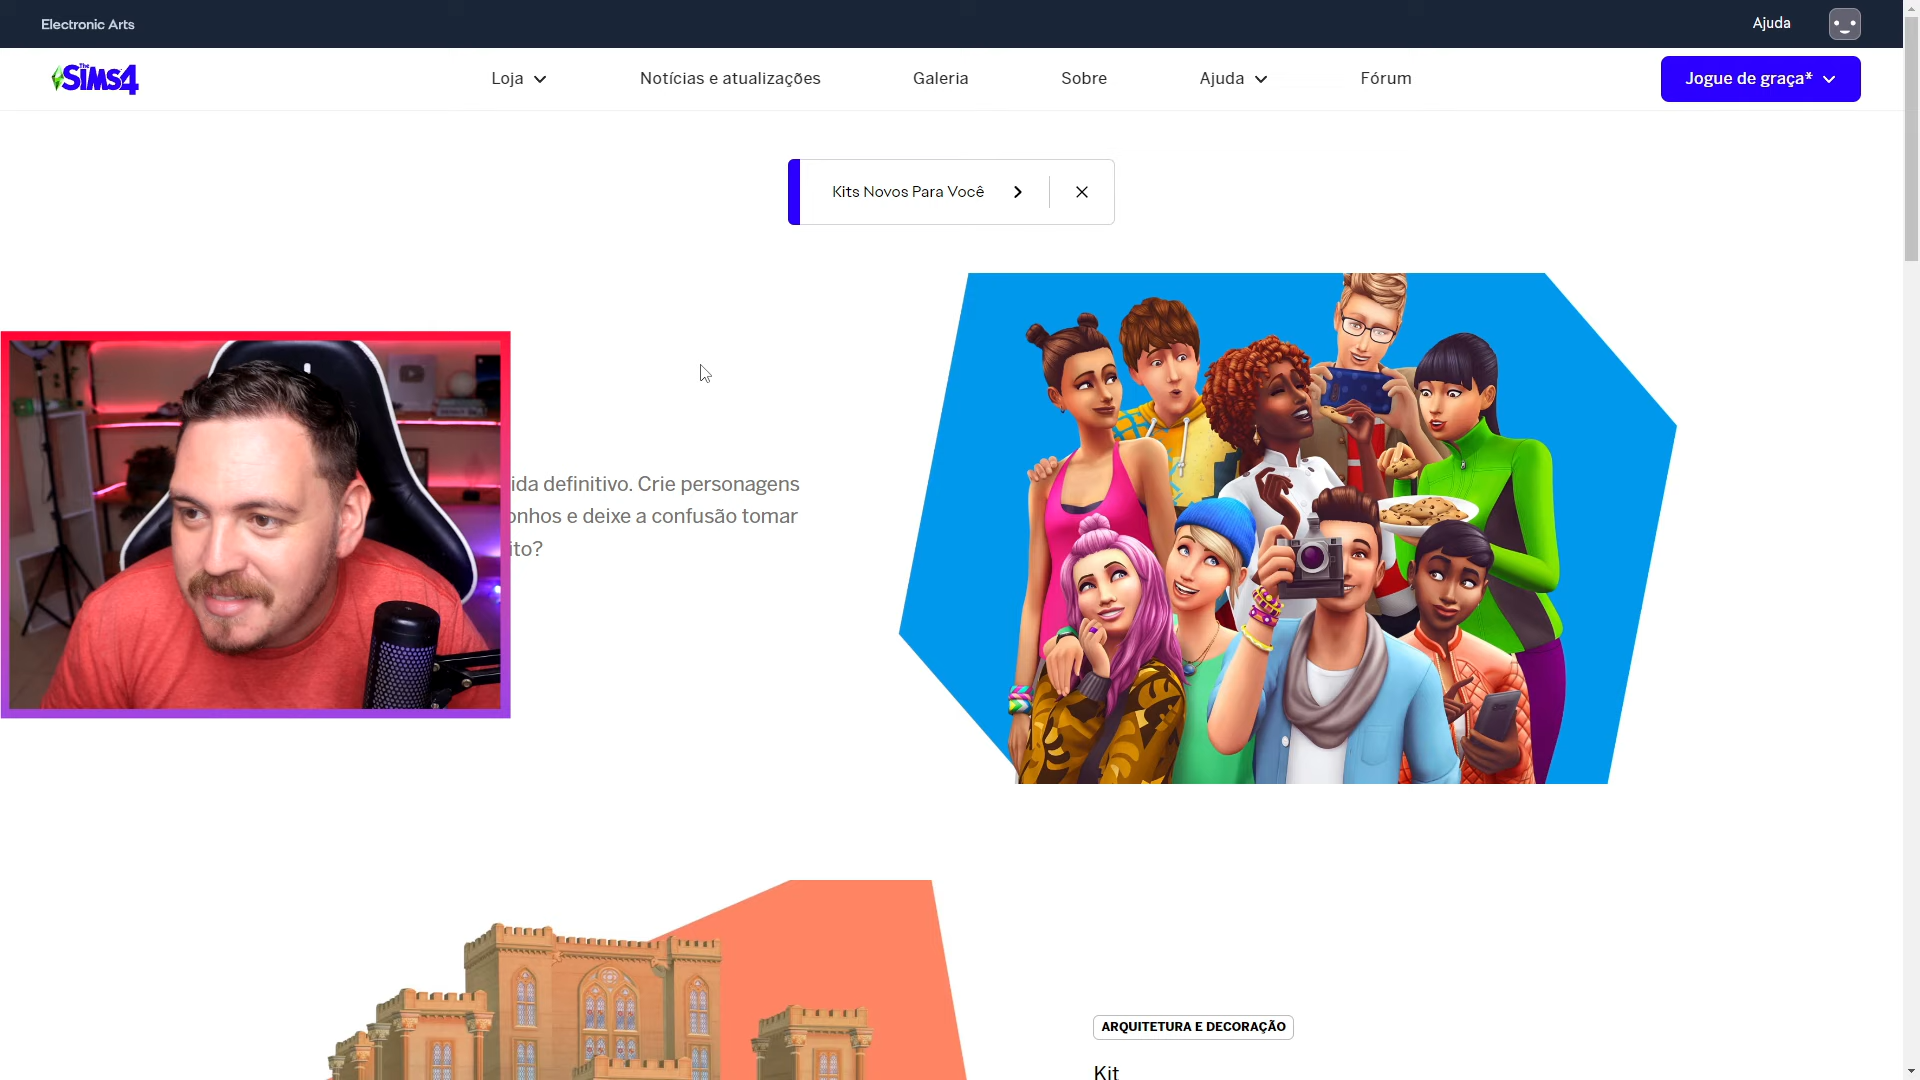 Electronic Arts
Ajuda
The Sims 4
Loja
Notícias e atualizações
Galeria
Sobre
Ajuda
Fórum
Jogue de graça*
Kits Novos Para Você
ida definitivo. Crie personagens
onhos e deixe a confusão tomar
ito?
ARQUITETURA E DECORAÇÃO
Kit